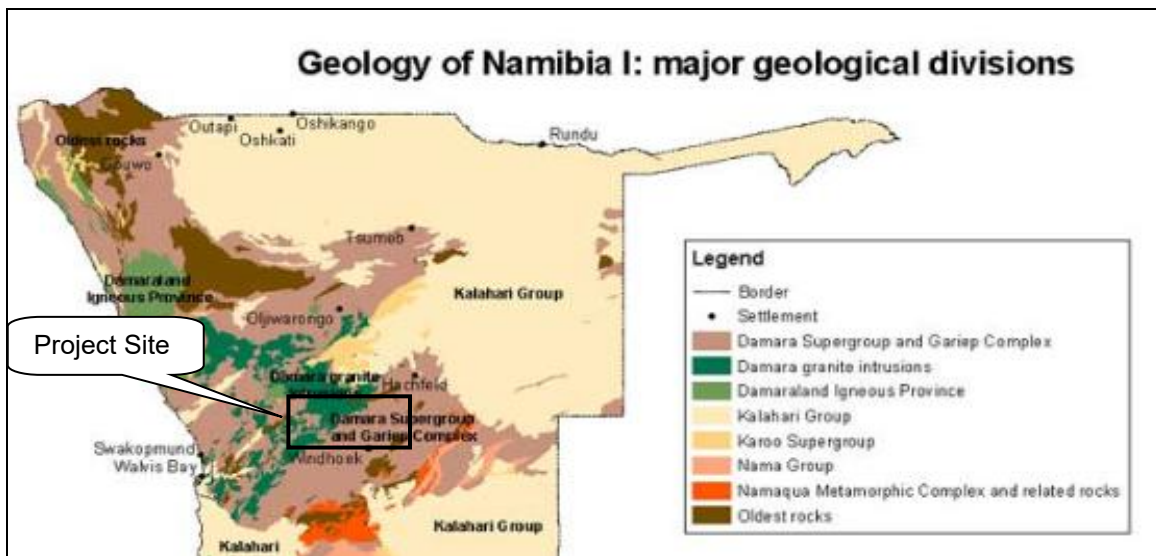 Geology of Namibia I: major geological divisions
Outapi
Oshikango
Oshkati
Rundu
Oldest rocks
Opuwo
Tsumeb
Damaraland
Igneous Province
Kalahari Group
Otjiwarongo
Project Site
Damara granite
intrusions
Hochfeld
Damara Supergroup
and Gariep Complex
Swakopmund
Walvis Bay
Windhoek
Kalahari Group
Kalahari
Legend
Border
Settlement
Damara Supergroup and Gariep Complex
Damara granite intrusions
Damaraland Igneous Province
Kalahari Group
Karoo Supergroup
Nama Group
Namaqua Metamorphic Complex and related rocks
Oldest rocks